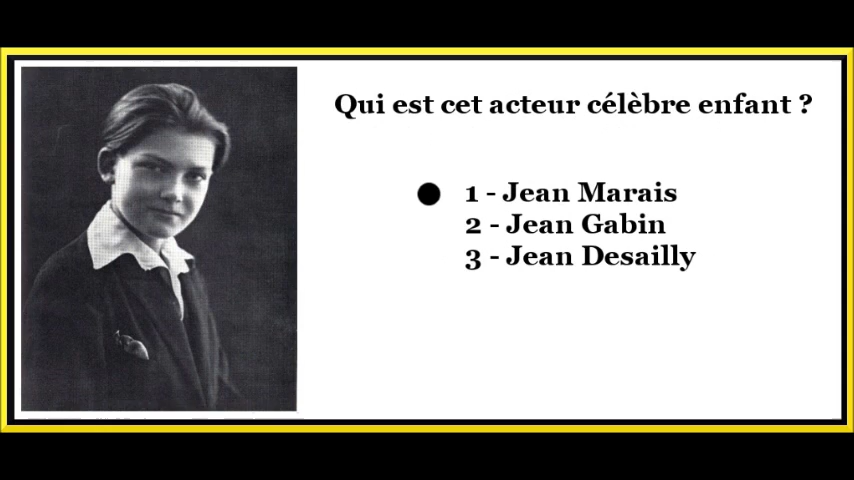 Qui est cet acteur célèbre enfant ?
1 - Jean Marais
2 - Jean Gabin
3 - Jean Desailly